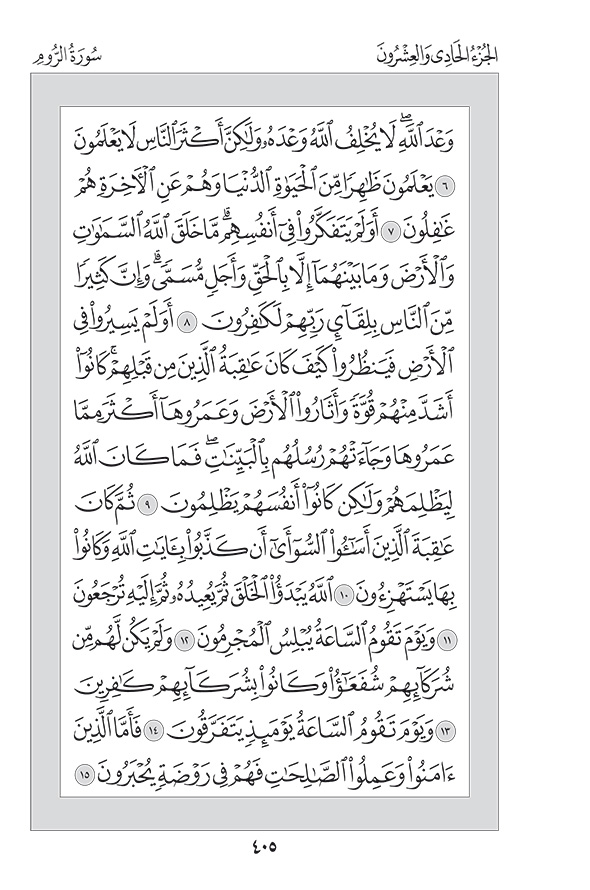 الجُزْءُ الحَادِى وَالعِشْرُونَ
سُورَةُ الرُّومِ
وَعْدَ ٱللَّهِۖ لَا يُخْلِفُ ٱللَّهُ وَعْدَهُۥ وَلَٰكِنَّ أَكْثَرَ ٱلنَّاسِ لَا يَعْلَمُونَ
٦ يَعْلَمُونَ ظَٰهِرًا مِّنَ ٱلْحَيَوٰةِ ٱلدُّنْيَا وَهُمْ عَنِ ٱلْأٓخِرَةِ هُمْ
غَٰفِلُونَ ٧ أَوَلَمْ يَتَفَكَّرُوا۟ فِىٓ أَنفُسِهِمۗ مَّا خَلَقَ ٱللَّهُ ٱلسَّمَٰوَٰتِ
وَٱلْأَرْضَ وَمَا بَيْنَهُمَآ إِلَّا بِٱلْحَقِّ وَأَجَلٍ مُّسَمًّىۗ وَإِنَّ كَثِيرًا
مِّنَ ٱلنَّاسِ بِلِقَآئِ رَبِّهِمْ لَكَٰفِرُونَ ٨ أَوَلَمْ يَسِيرُوا۟ فِى
ٱلْأَرْضِ فَيَنظُرُوا۟ كَيْفَ كَانَ عَٰقِبَةُ ٱلَّذِينَ مِن قَبْلِهِمْۚ كَانُوٓا۟
أَشَدَّ مِنْهُمْ قُوَّةً وَأَثَارُوا۟ ٱلْأَرْضَ وَعَمَرُوهَآ أَكْثَرَ مِمَّا
عَمَرُوهَا وَجَآءَتْهُمْ رُسُلُهُم بِٱلْبَيِّنَٰتِۖ فَمَا كَانَ ٱللَّهُ
لِيَظْلِمَهُمْ وَلَٰكِن كَانُوٓا۟ أَنفُسَهُمْ يَظْلِمُونَ ٩ ثُمَّ كَانَ
عَٰقِبَةَ ٱلَّذِينَ أَسَٰٓـُٔوا۟ ٱلسُّوٓأَىٰٓ أَن كَذَّبُوا۟ بِـَٔايَٰتِ ٱللَّهِ وَكَانُوا۟
بِهَا يَسْتَهْزِءُونَ ١٠ ٱللَّهُ يَبْدَؤُا۟ ٱلْخَلْقَ ثُمَّ يُعِيدُهُۥ ثُمَّ إِلَيْهِ تُرْجَعُونَ
١١ وَيَوْمَ تَقُومُ ٱلسَّاعَةُ يُبْلِسُ ٱلْمُجْرِمُونَ ١٢ وَلَمْ يَكُن لَّهُم مِّن
شُرَكَآئِهِمْ شُفَعَٰٓؤُا۟ وَكَانُوا۟ بِشُرَكَآئِهِمْ كَٰفِرِينَ
١٣ وَيَوْمَ تَقُومُ ٱلسَّاعَةُ يَوْمَئِذٍ يَتَفَرَّقُونَ ١٤ فَأَمَّا ٱلَّذِينَ
ءَامَنُوا۟ وَعَمِلُوا۟ ٱلصَّٰلِحَٰتِ فَهُمْ فِى رَوْضَةٍ يُحْبَرُونَ ١٥
٤٠٥